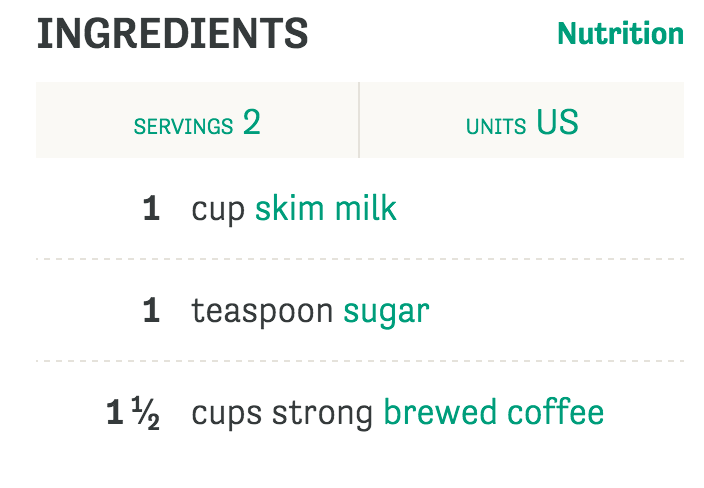 INGREDIENTS Nutrition
SERVINGS 2 UNITS US
1 cup skim milk
1 teaspoon sugar
1 ½ cups strong brewed coffee